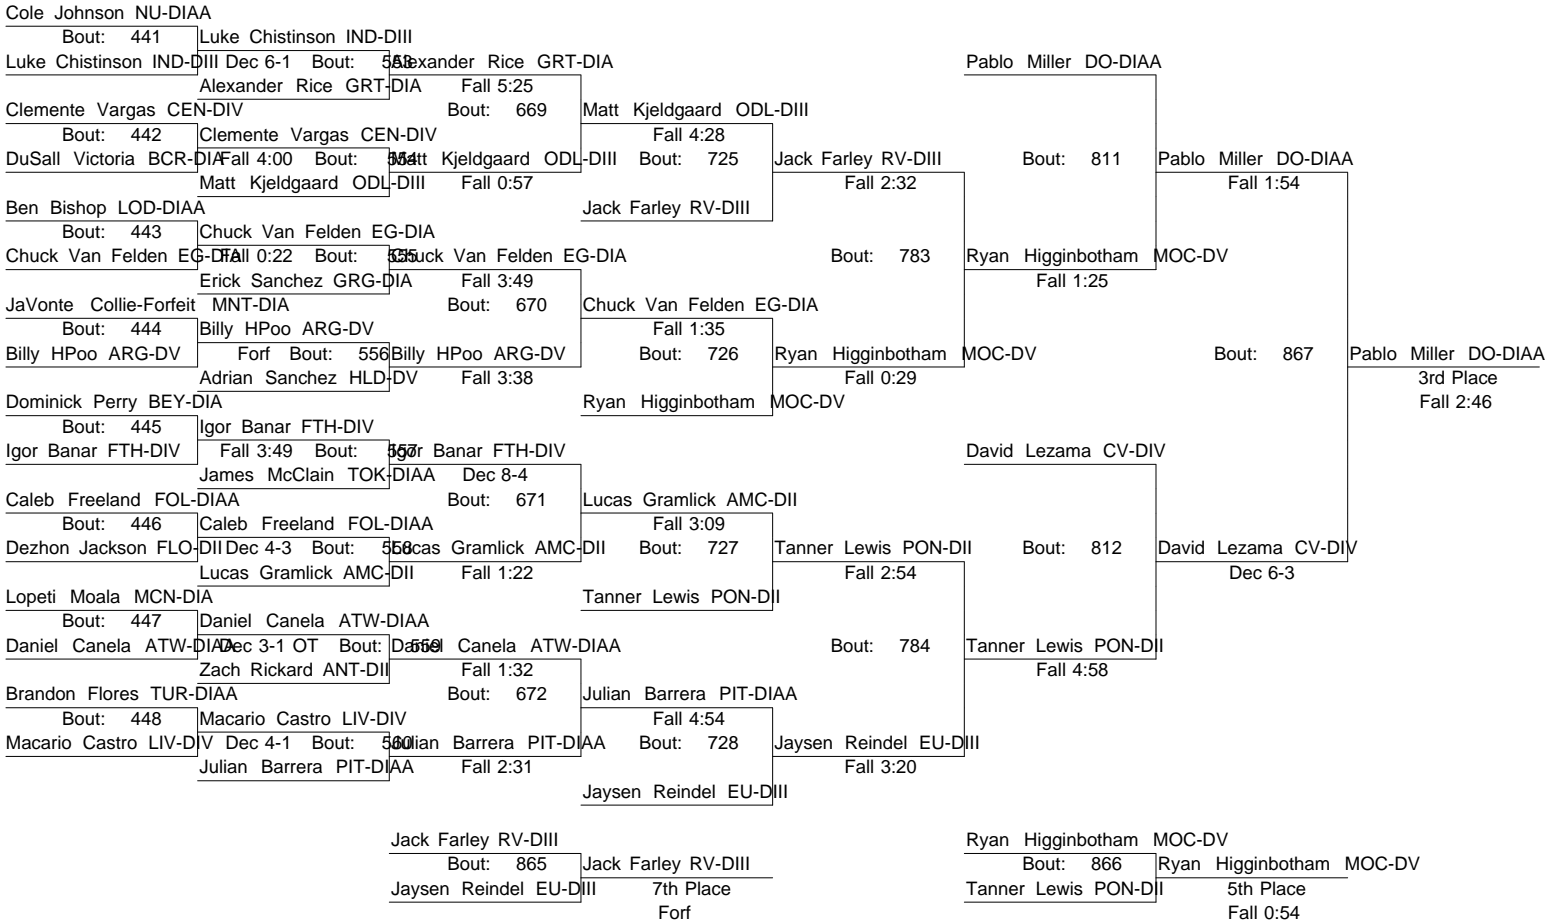 Cole Johnson NU-DIAA
Bout: 441 Luke Chistinson IND-DIII
Luke Chistinson IND-DIII Dec 6-1 Bout: 553 Alexander Rice GRT-DIA Pablo Miller DO-DIAA
Alexander Rice GRT-DIA Fall 5:25
Clemente Vargas CEN-DIV Bout: 669 Matt Kjeldgaard ODL-DIII
Bout: 442 Clemente Vargas CEN-DIV Fall 4:28
DuSall Victoria BCR-DIA Fall 4:00 Bout: 554 Matt Kjeldgaard ODL-DIII Bout: 725 Jack Farley RV-DIII Bout: 811 Pablo Miller DO-DIAA
Matt Kjeldgaard ODL-DIII Fall 0:57 Fall 2:32 Fall 1:54
Ben Bishop LOD-DIAA Jack Farley RV-DIII
Bout: 443 Chuck Van Felden EG-DIA
Chuck Van Felden EG-DIA Fall 0:22 Bout: 555 Chuck Van Felden EG-DIA Bout: 783 Ryan Higginbotham MOC-DV
Erick Sanchez GRG-DIA Fall 3:49 Fall 1:25
JaVonte Collie-Forfeit MNT-DIA Bout: 670 Chuck Van Felden EG-DIA
Bout: 444 Billy HPoo ARG-DV Fall 1:35
Billy HPoo ARG-DV Forf Bout: 556 Billy HPoo ARG-DV Bout: 726 Ryan Higginbotham MOC-DV Bout: 867 Pablo Miller DO-DIAA
Adrian Sanchez HLD-DV Fall 3:38 Fall 0:29 3rd Place
Dominick Perry BEY-DIA Ryan Higginbotham MOC-DV Fall 2:46
Bout: 445 Igor Banar FTH-DIV
Igor Banar FTH-DIV Fall 3:49 Bout: 557 Igor Banar FTH-DIV David Lezama CV-DIV
James McClain TOK-DIAA Dec 8-4
Caleb Freeland FOL-DIAA Bout: 671 Lucas Gramlick AMC-DII
Bout: 446 Caleb Freeland FOL-DIAA Fall 3:09
Dezhon Jackson FLO-DII Dec 4-3 Bout: 558 Lucas Gramlick AMC-DII Bout: 727 Tanner Lewis PON-DII Bout: 812 David Lezama CV-DIV
Lucas Gramlick AMC-DII Fall 1:22 Fall 2:54 Dec 6-3
Lopeti Moala MCN-DIA Tanner Lewis PON-DII
Bout: 447 Daniel Canela ATW-DIAA
Daniel Canela ATW-DIAA Dec 3-1 OT Bout: 559 Daniel Canela ATW-DIAA Bout: 784 Tanner Lewis PON-DII
Zach Rickard ANT-DII Fall 1:32 Fall 4:58
Brandon Flores TUR-DIAA Bout: 672 Julian Barrera PIT-DIAA
Bout: 448 Macario Castro LIV-DIV Fall 4:54
Macario Castro LIV-DIV Dec 4-1 Bout: 560 Julian Barrera PIT-DIAA Bout: 728 Jaysen Reindel EU-DIII
Julian Barrera PIT-DIAA Fall 2:31 Fall 3:20
Jaysen Reindel EU-DIII
Jack Farley RV-DIII Ryan Higginbotham MOC-DV
Bout: 865 Jack Farley RV-DIII Bout: 866 Ryan Higginbotham MOC-DV
Jaysen Reindel EU-DIII 7th Place Tanner Lewis PON-DII 5th Place
Forf Fall 0:54